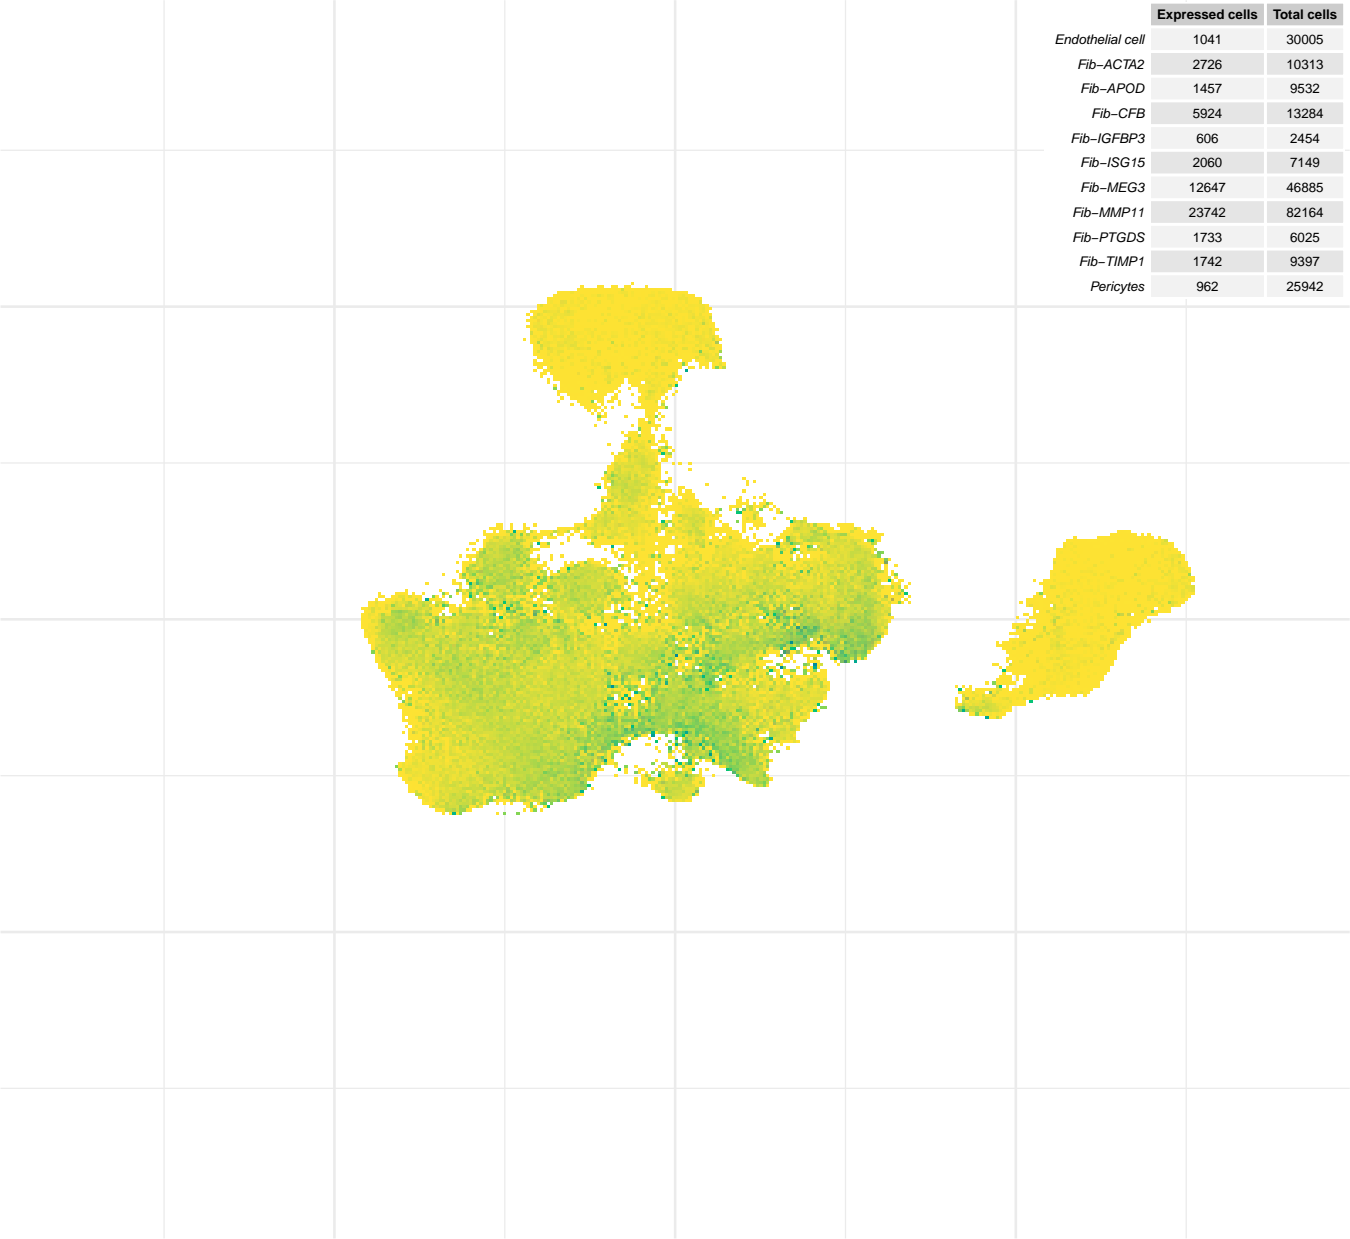 Expressed cells Total cells
Endothelial cell 1041 30005
Fib−ACTA2 2726 10313
Fib−APOD 1457 9532
Fib−CFB 5924 13284
Fib−IGFBP3 606 2454
Fib−ISG15 2060 7149
Fib−MEG3 12647 46885
Fib−MMP11 23742 82164
Fib−PTGDS 1733 6025
Fib−TIMP1 1742 9397
Pericytes 962 25942